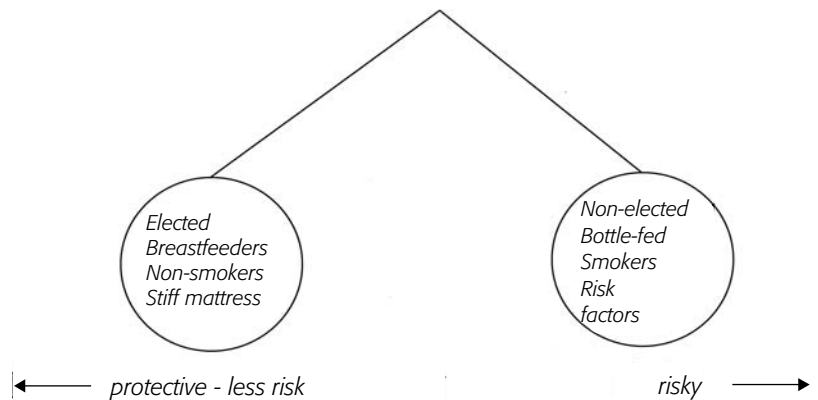 Elected
Breastfeeders
Non-smokers
Stiff mattress
Non-elected
Bottle-fed
Smokers
Risk
factors
protective - less risk
risky